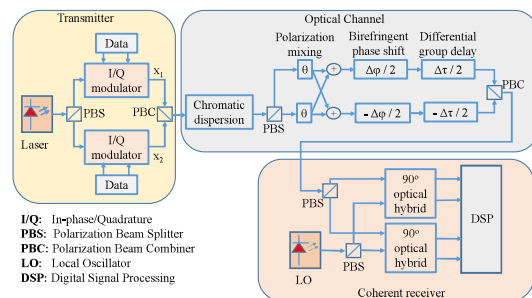 Transmitter
Data
I/Q
modulator
x1
PBS
PBC
Laser
I/Q
modulator
x2
Data
Optical Channel
Polarization
mixing
Birefringent
phase shift
Differential
group delay
Chromatic
dispersion
PBS
θ
θ
+
+
Δφ / 2
- Δφ / 2
Δτ / 2
- Δτ / 2
PBC
PBS
90° optical
hybrid
90° optical
hybrid
DSP
LO
PBS
Coherent receiver
I/Q: In-phase/Quadrature
PBS: Polarization Beam Splitter
PBC: Polarization Beam Combiner
LO: Local Oscillator
DSP: Digital Signal Processing